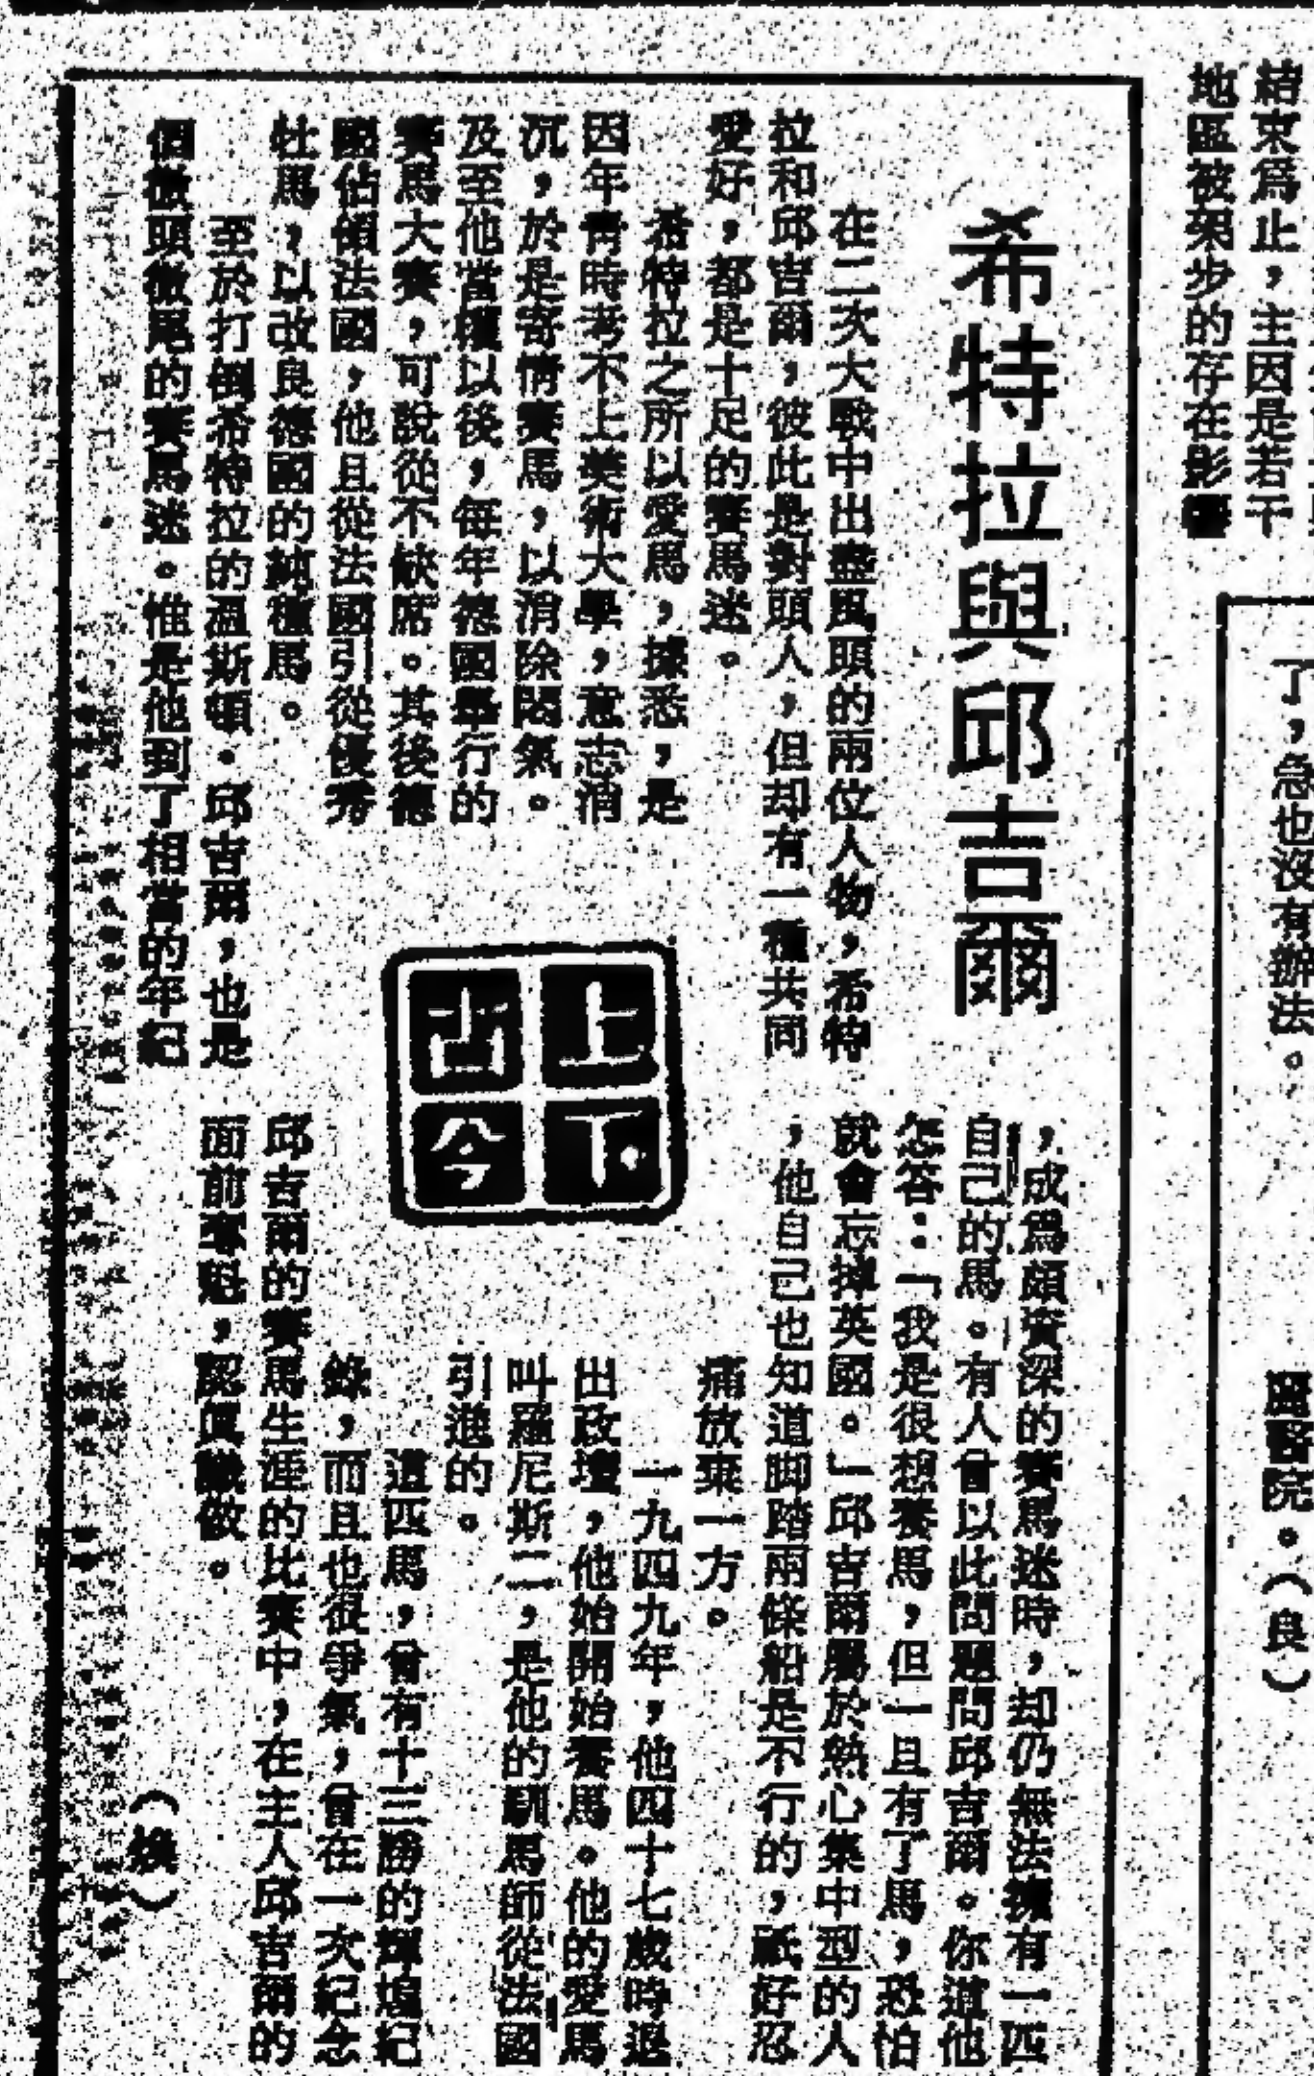 結束爲止，主因是若干
地區被架步的存在影響
了，急也沒有辦法。
醫院。（良）
希特拉與邱吉爾
在二次大戰中出盡風頭的兩位人物，希特
拉和邱吉爾，彼此是對頭人，但却有一種共同
愛好，都是十足的賽馬迷。
希特拉之所以愛馬，據悉，是
因年青時考不上美術大學，意志消
沉，於是寄情賽馬，以消除悶氣。
及至他當權以後，每年德國舉行的
賽馬大賽，可說從不缺席。其後德
國佔領法國，他且從法國引從優秀
牡馬，以改良德國的純種馬。
至於打倒希特拉的溫斯頓．邱吉爾，也是
個徹頭徹尾的賽馬迷。惟是他到了相當的年紀
，成爲頗資深的賽馬迷時，却仍無法擁有一匹
自己的馬。有人曾以此問題問邱吉爾。你道他
怎答：「我是很想養馬，但一旦有了馬，恐怕
就會忘掉英國。」邱吉爾屬於熱心集中型的人
，他自己也知道脚踏兩條船是不行的，祇好忍
痛放棄一方。
一九四九年，他四十七歲時退
出政壇，他始開始養馬。他的愛馬
叫羅尼斯二，是他的馴馬師從法國
引進的。
這匹馬，曾有十三勝的輝煌紀
錄，而且也很爭氣，曾在一次紀念
邱吉爾的賽馬生涯的比賽中，在主人邱吉爾的
面前奪魁，認真識做。
上下
古今